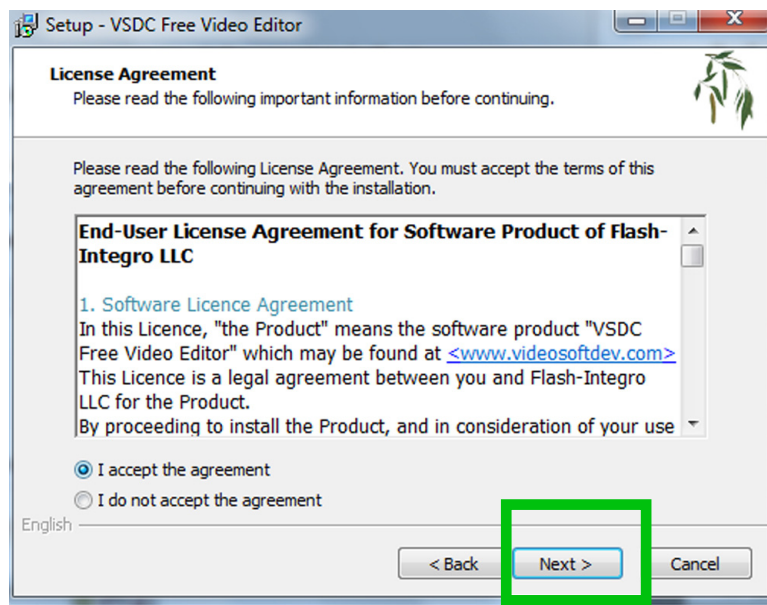 Setup - VSDC Free Video Editor
License Agreement
Please read the following important information before continuing.
Please read the following License Agreement. You must accept the terms of this
agreement before continuing with the installation.
End-User License Agreement for Software Product of Flash-
Integro LLC
1. Software Licence Agreement
In this Licence, "the Product" means the software product "VSDC
Free Video Editor" which may be found at <www.videosoftdev.com>
This Licence is a legal agreement between you and Flash-Integro
LLC for the Product.
By proceeding to install the Product, and in consideration of your use
I accept the agreement
I do not accept the agreement
English
< Back Next > Cancel